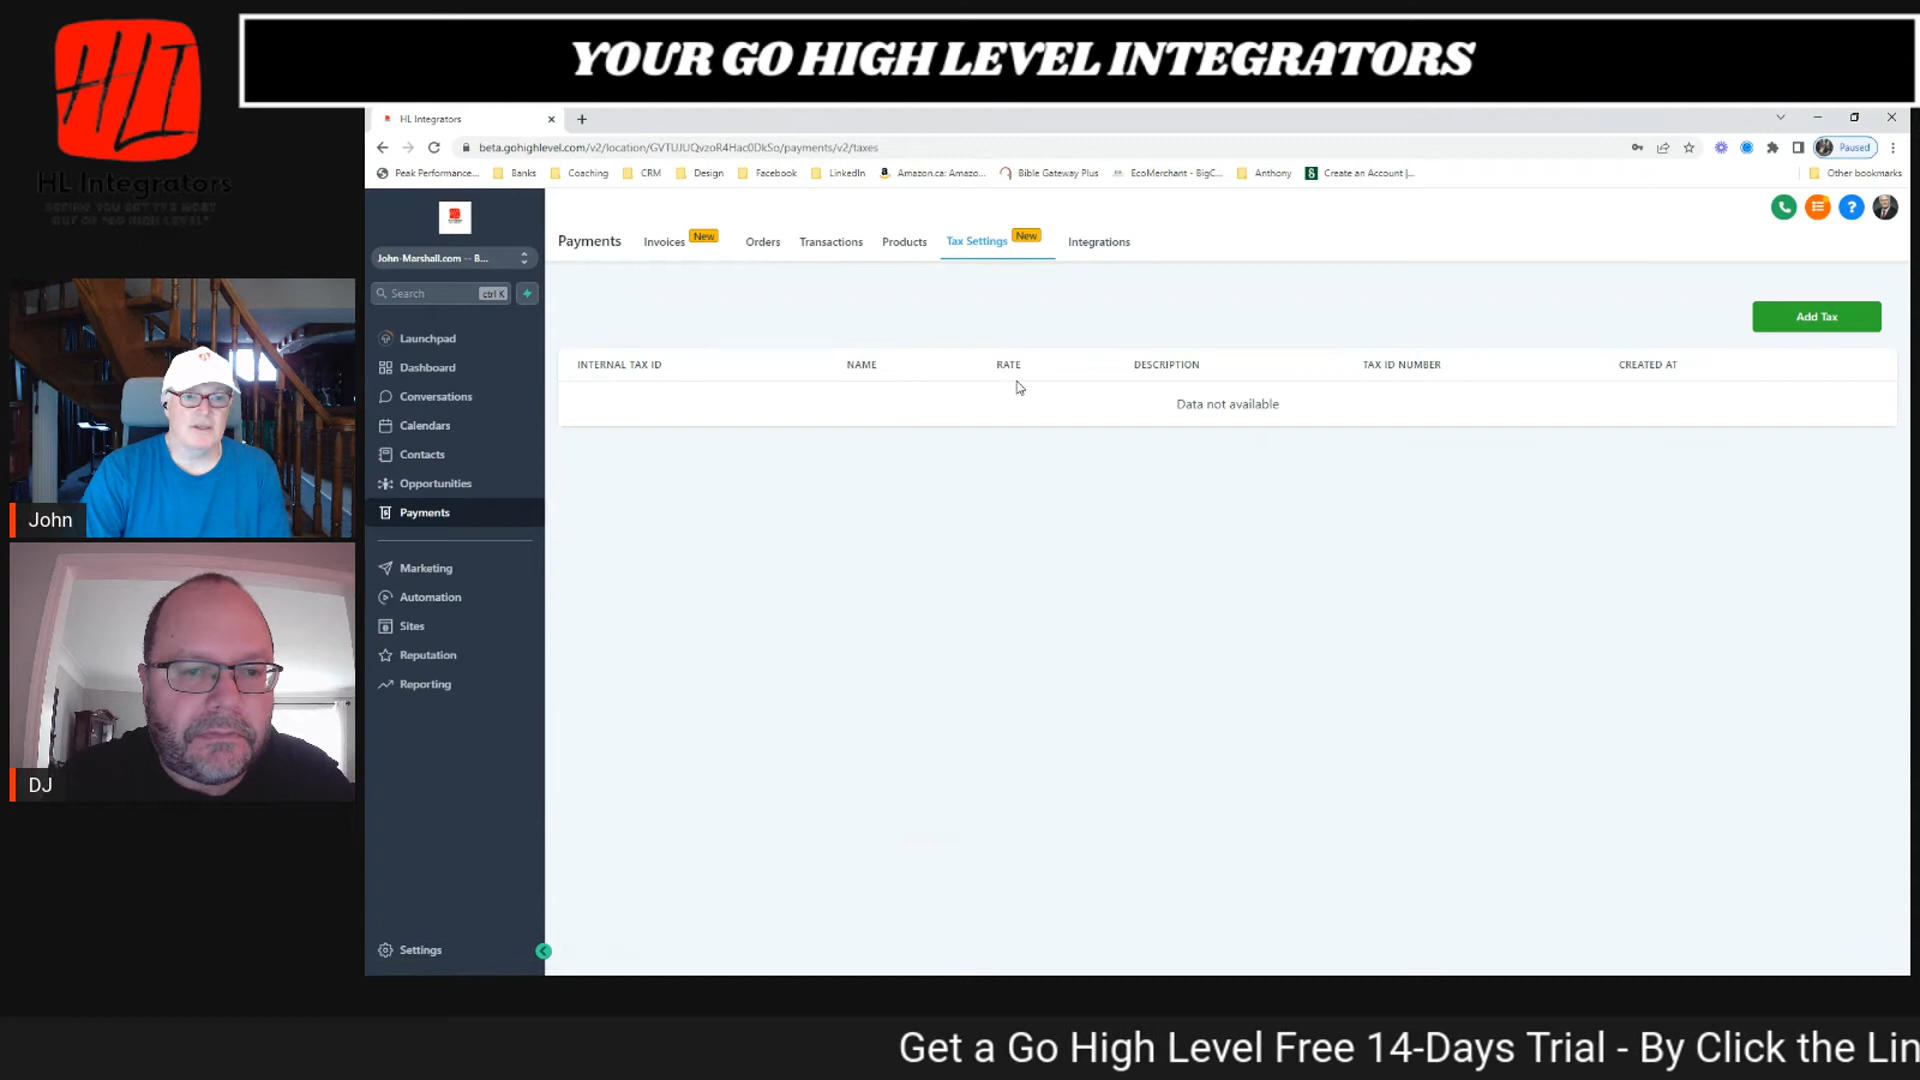 YOUR GO HIGH LEVEL INTEGRATORS
HLI
HL Integrators
HL Integrators
beta.gohighlevel.com/v2/location/GVTUJUQvzoR4Hac0DkSo/payments/v2/taxes
Paused
Peak Performance... Banks Coaching CRM Design Facebook LinkedIn Amazon.ca: Amazo... Bible Gateway Plus EcoMerchant - BigC... Anthony Create an Account |... Other bookmarks
John-Marshall.com -- B...
Search ctrl K
Launchpad
Dashboard
Conversations
Calendars
Contacts
Opportunities
Payments
Marketing
Automation
Sites
Reputation
Reporting
Settings
Payments Invoices New Orders Transactions Products Tax Settings New Integrations
Add Tax
INTERNAL TAX ID NAME RATE DESCRIPTION TAX ID NUMBER CREATED AT
Data not available
John
DJ
Get a Go High Level Free 14-Days Trial - By Click the Lin